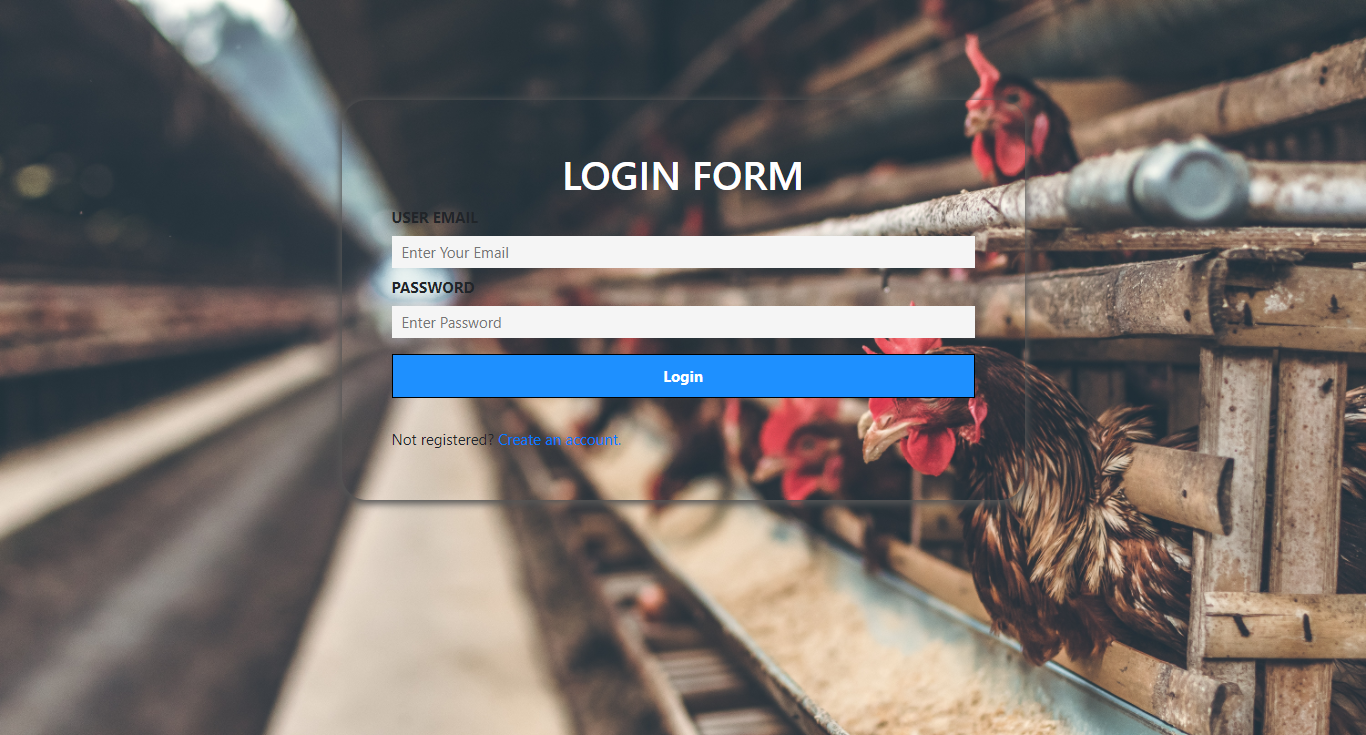 LOGIN FORM
USER EMAIL
Enter Your Email
PASSWORD
Enter Password
Login
Not registered? Create an account.